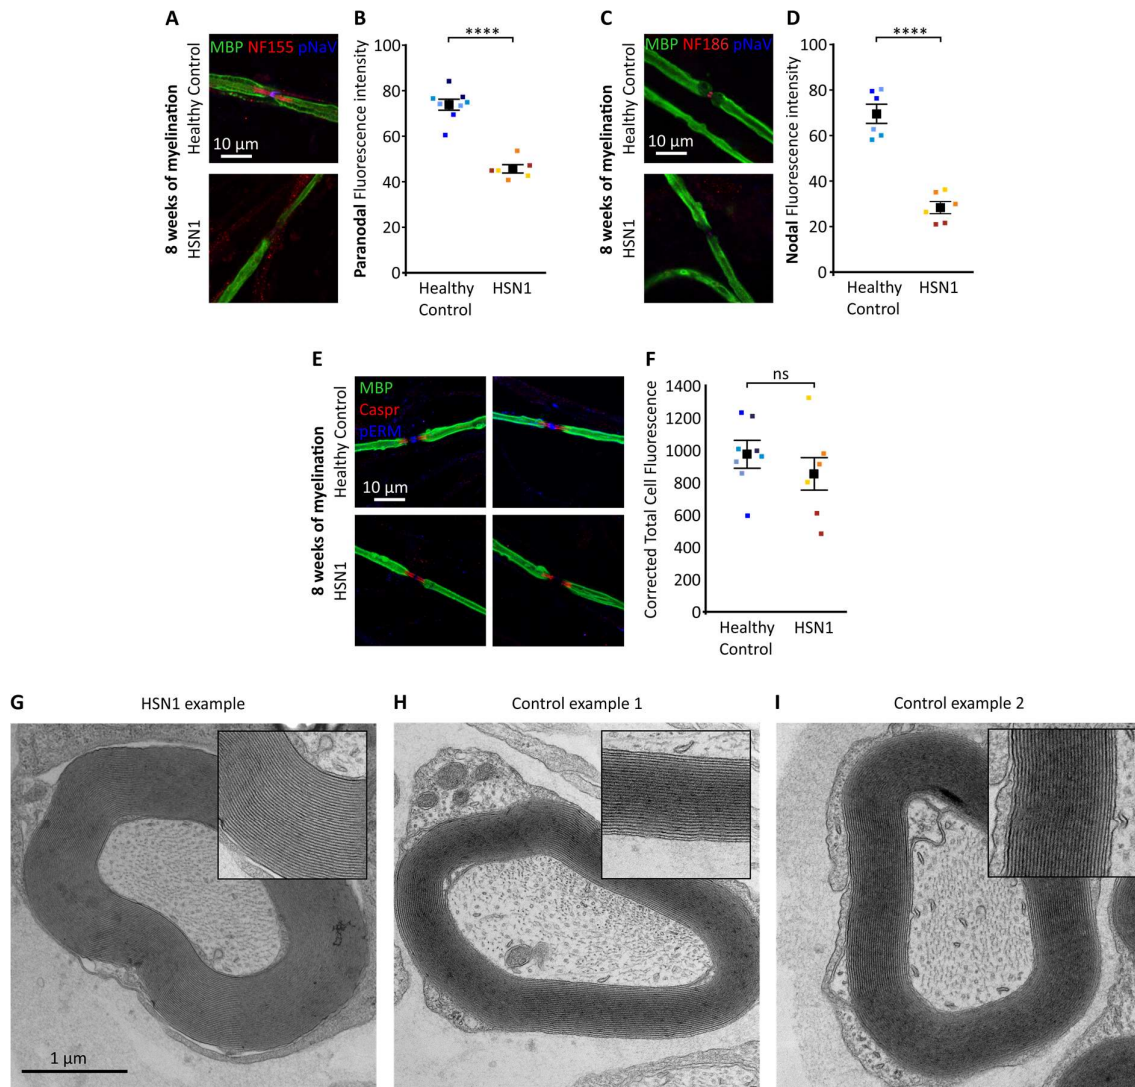 A
8 weeks of myelination
Healthy Control
HSN1
MBP NF155 pNaV
10 µm
B
Paranodal Fluorescence intensity
100
80
60
40
20
0
****
Healthy
Control
HSN1
C
8 weeks of myelination
Healthy Control
HSN1
MBP NF186 pNaV
10 µm
D
Nodal Fluorescence intensity
100
80
60
40
20
0
****
Healthy
Control
HSN1
E
8 weeks of myelination
Healthy Control
HSN1
MBP
Caspr
pERM
10 µm
F
Corrected Total Cell Fluorescence
1400
1200
1000
800
600
400
200
0
ns
Healthy
Control
HSN1
G
HSN1 example
1 µm
H
Control example 1
I
Control example 2